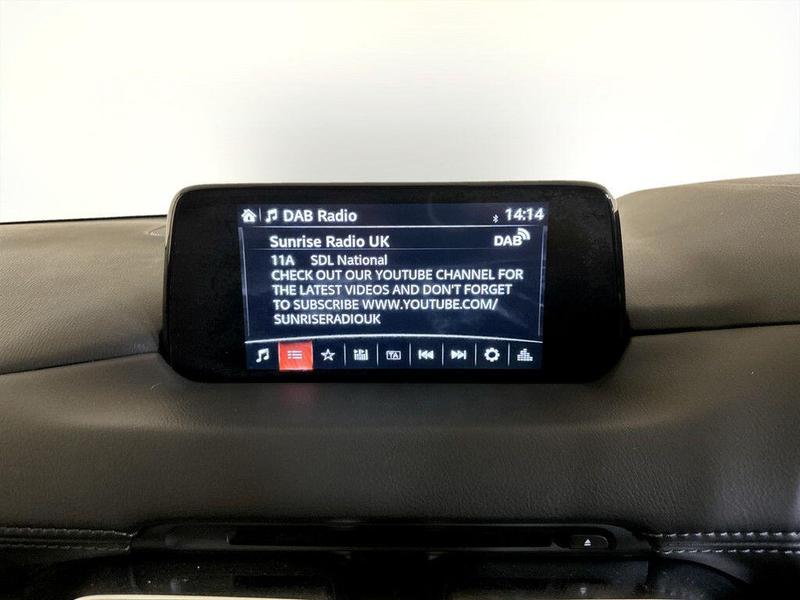 DAB Radio 14:14
Sunrise Radio UK DAB
11A SDL National
CHECK OUT OUR YOUTUBE CHANNEL FOR
THE LATEST VIDEOS AND DON'T FORGET
TO SUBSCRIBE WWW.YOUTUBE.COM/
SUNRISERADIOUK
TA